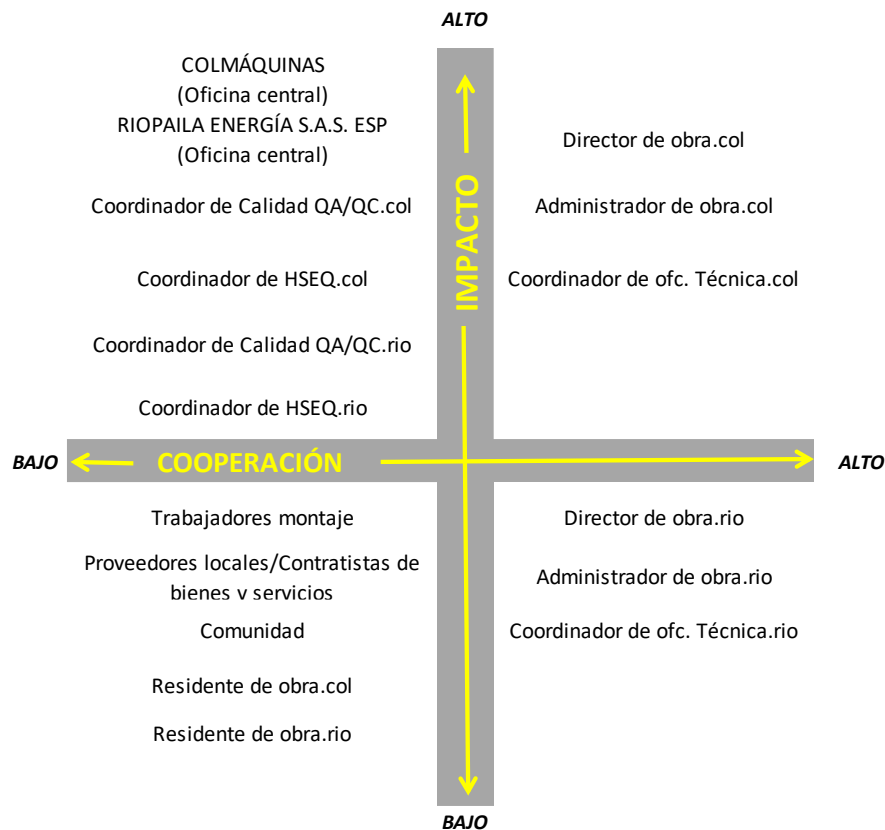 ALTO
COLMÁQUINAS
(Oficina central)
RIOPAILA ENERGÍA S.A.S. ESP
(Oficina central)
Coordinador de Calidad QA/QC.col
Coordinador de HSEQ.col
Coordinador de Calidad QA/QC.rio
Coordinador de HSEQ.rio
IMPACTO
Director de obra.col
Administrador de obra.col
Coordinador de ofc. Técnica.col
BAJO
COOPERACIÓN
ALTO
Trabajadores montaje
Proveedores locales/Contratistas de
bienes y servicios
Comunidad
Residente de obra.col
Residente de obra.rio
Director de obra.rio
Administrador de obra.rio
Coordinador de ofc. Técnica.rio
BAJO